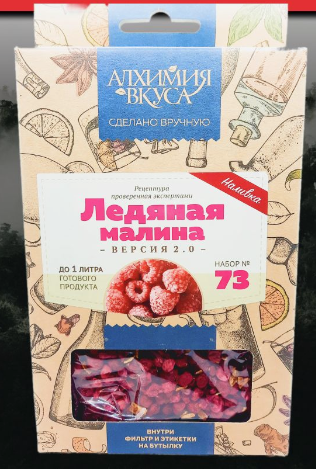 АЛХИМИЯ
ВКУСА
СДЕЛАНО ВРУЧНУЮ
Рецептура
проверенная экспертами
Наливка
Ледяная
малина
– ВЕРСИЯ 2.0 –
ДО 1 ЛИТРА
ГОТОВОГО
ПРОДУКТА
НАБОР №
73
ВНУТРИ
ФИЛЬТР И ЭТИКЕТКИ
НА БУТЫЛКУ